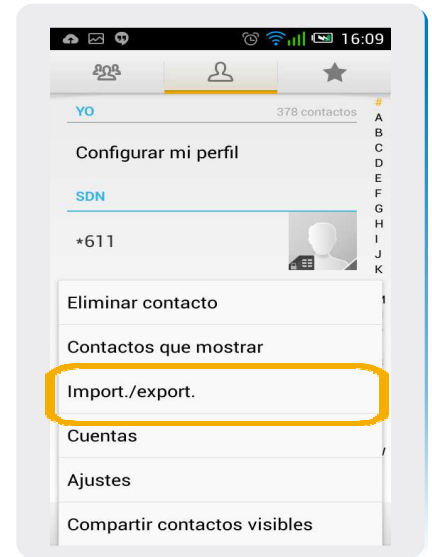 16:09
YO 378 contactos
#
A
B
C
D
E
F
G
H
I
J
K
Configurar mi perfil
SDN
*611
Eliminar contacto
Contactos que mostrar
Import./export.
Cuentas
Ajustes
Compartir contactos visibles